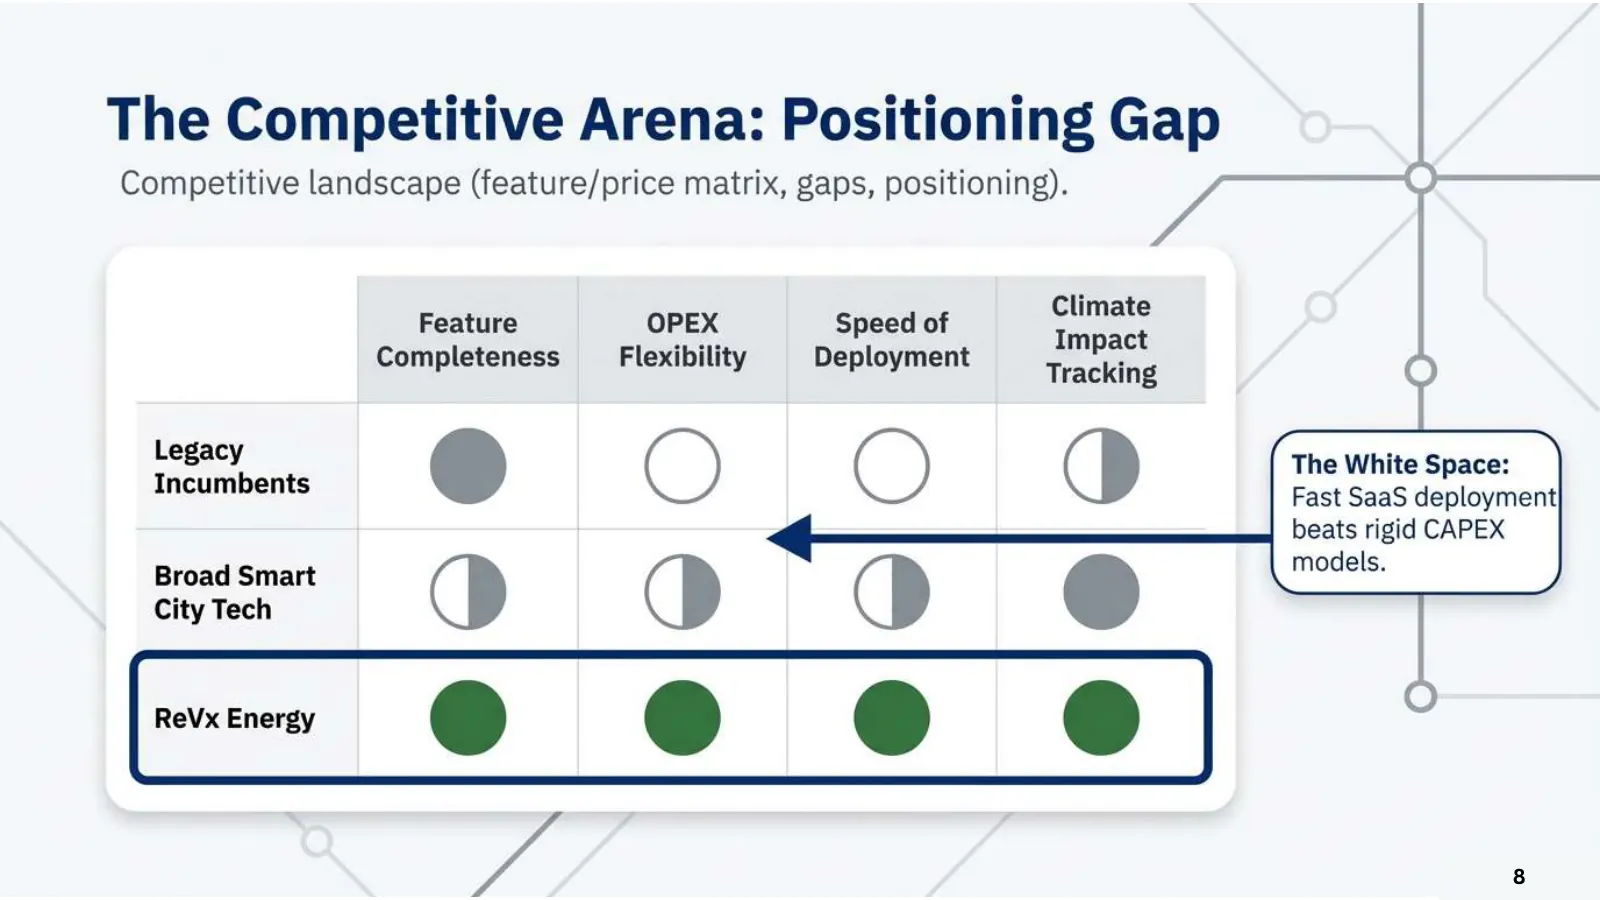 The Competitive Arena: Positioning Gap
Competitive landscape (feature/price matrix, gaps, positioning).
Feature
Completeness
OPEX
Flexibility
Speed of
Deployment
Climate
Impact
Tracking
Legacy
Incumbents
Broad Smart
City Tech
ReVx Energy
The White Space:
Fast SaaS deployment
beats rigid CAPEX
models.
8